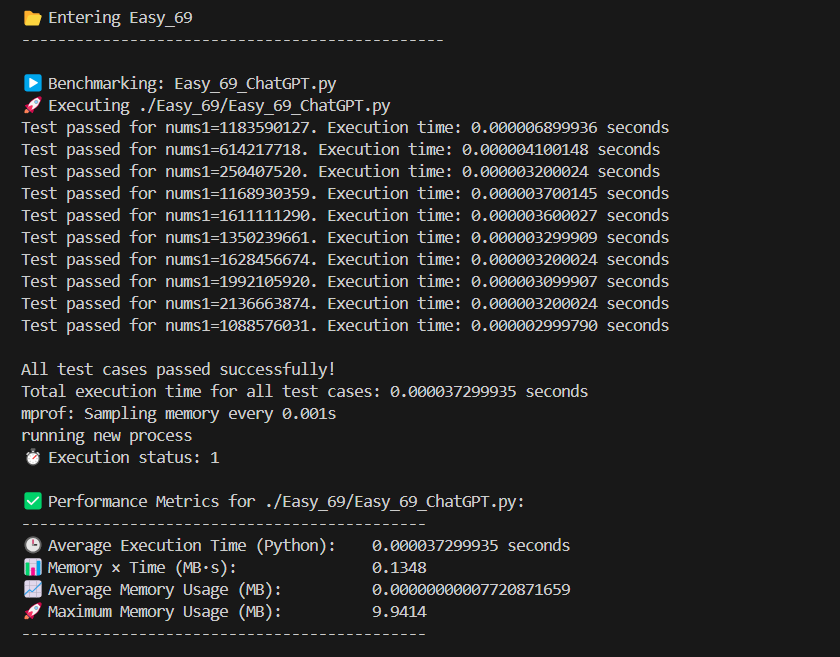 📂 Entering Easy_69
-----------------------------------------------
▶️ Benchmarking: Easy_69_ChatGPT.py
🚀 Executing ./Easy_69/Easy_69_ChatGPT.py
Test passed for nums1=1183590127. Execution time: 0.000006899936 seconds
Test passed for nums1=614217718. Execution time: 0.000004100148 seconds
Test passed for nums1=250407520. Execution time: 0.000003200024 seconds
Test passed for nums1=1168930359. Execution time: 0.000003700145 seconds
Test passed for nums1=1611111290. Execution time: 0.000003600027 seconds
Test passed for nums1=1350239661. Execution time: 0.000003299909 seconds
Test passed for nums1=1628456674. Execution time: 0.000003200024 seconds
Test passed for nums1=1992105920. Execution time: 0.000003099907 seconds
Test passed for nums1=2136663874. Execution time: 0.000003200024 seconds
Test passed for nums1=1088576031. Execution time: 0.000002999790 seconds
All test cases passed successfully!
Total execution time for all test cases: 0.000037299935 seconds
mprof: Sampling memory every 0.001s
running new process
⏱️ Execution status: 1
✅ Performance Metrics for ./Easy_69/Easy_69_ChatGPT.py:
---------------------------------------------
🕒 Average Execution Time (Python): 0.000037299935 seconds
📊 Memory × Time (MB·s): 0.1348
📈 Average Memory Usage (MB): 0.00000000007720871659
🚀 Maximum Memory Usage (MB): 9.9414
---------------------------------------------